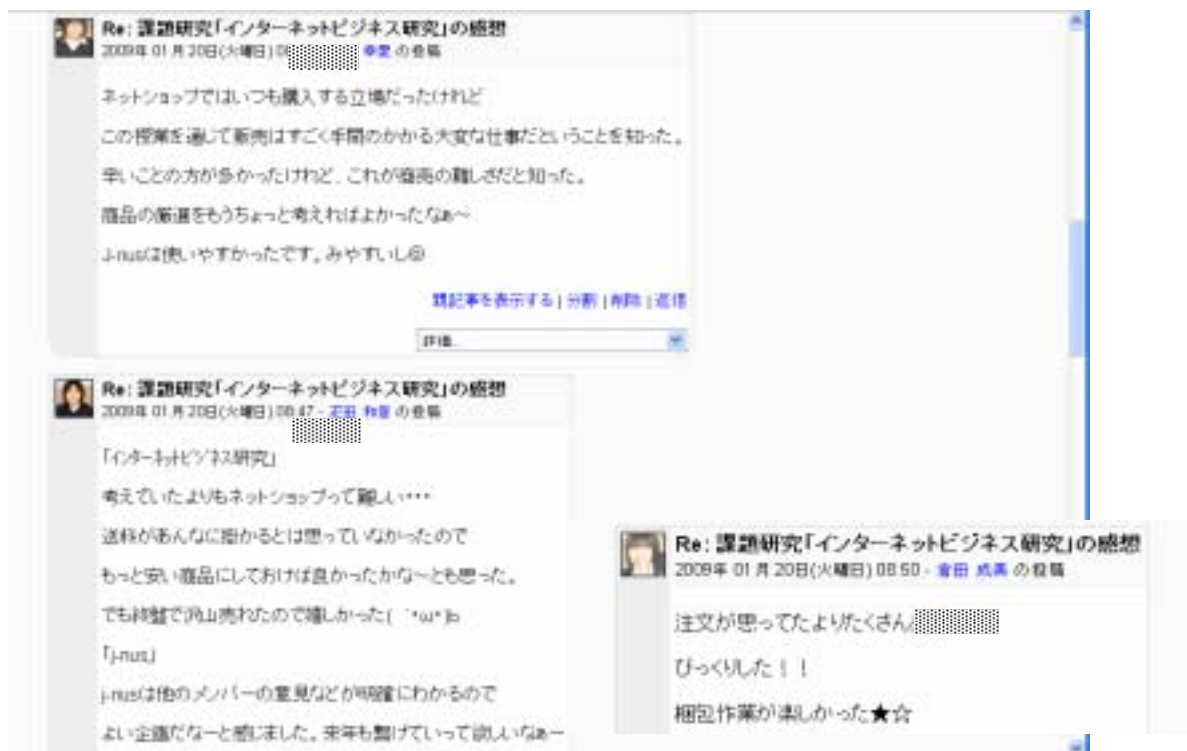 Re: 課題研究「インターネットビジネス研究」の感想
2009年 01月 20日(火曜日) の投稿
ネットショップではいつも購入する立場だったけれど
この授業を通じて販売はすごく手間のかかる大変な仕事だということを知った。
辛いことの方が多かったけれど、これが商売の難しさだと知った。
商品の厳選をもうちょっと考えればよかったなぁ～
J-nusは使いやすかったです。みやすいし
親記事を表示する | 分割 | 削除 | 返信
評価...
Re: 課題研究「インターネットビジネス研究」の感想
2009年 01月 20日(火曜日) 08:47 - の投稿
「インターネットビジネス研究」
考えていたよりもネットショップって難しい・・・
送料があんなに掛かるとは思っていなかったので
もっと安い商品にしておけば良かったかな～とも思った。
でも終盤で沢山売れたので嬉しかった(　｀・ω・)b
「j-nus」
j-nusは他のメンバーの意見などが明確にわかるので
よい企画だなーと感じました。来年も繋げていって欲しいなぁー
Re: 課題研究「インターネットビジネス研究」の感想
2009年 01月 20日(火曜日) 08:50 - の投稿
注文が思ってたよりたくさん
びっくりした！！
梱包作業が楽しかった★☆